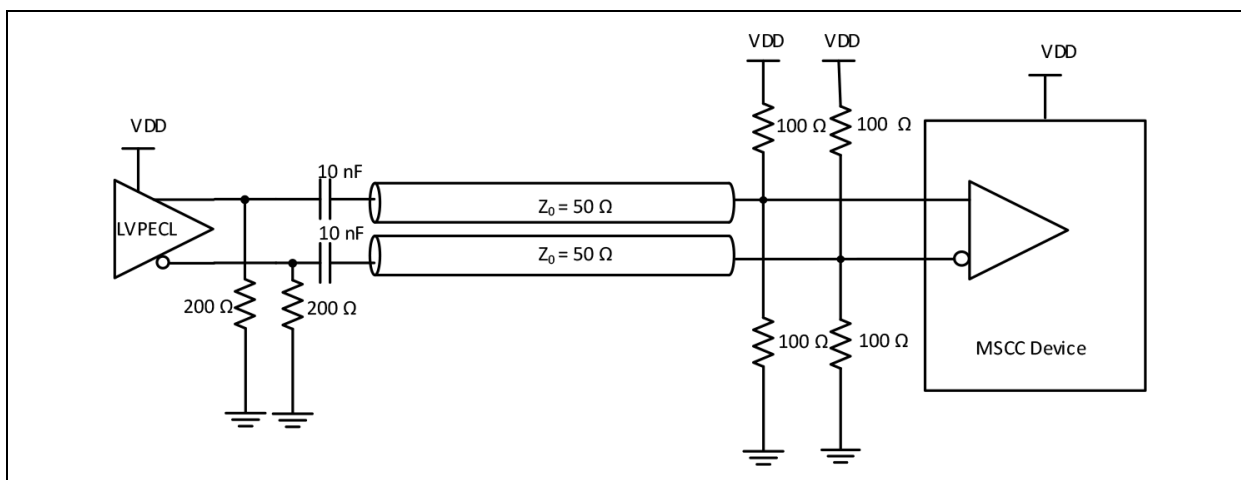 VDD
VDD
VDD
VDD
100 Ω
100 Ω
10 nF
LVPECL
Z₀ = 50 Ω
10 nF
Z₀ = 50 Ω
200 Ω
200 Ω
100 Ω
100 Ω
MSCC Device